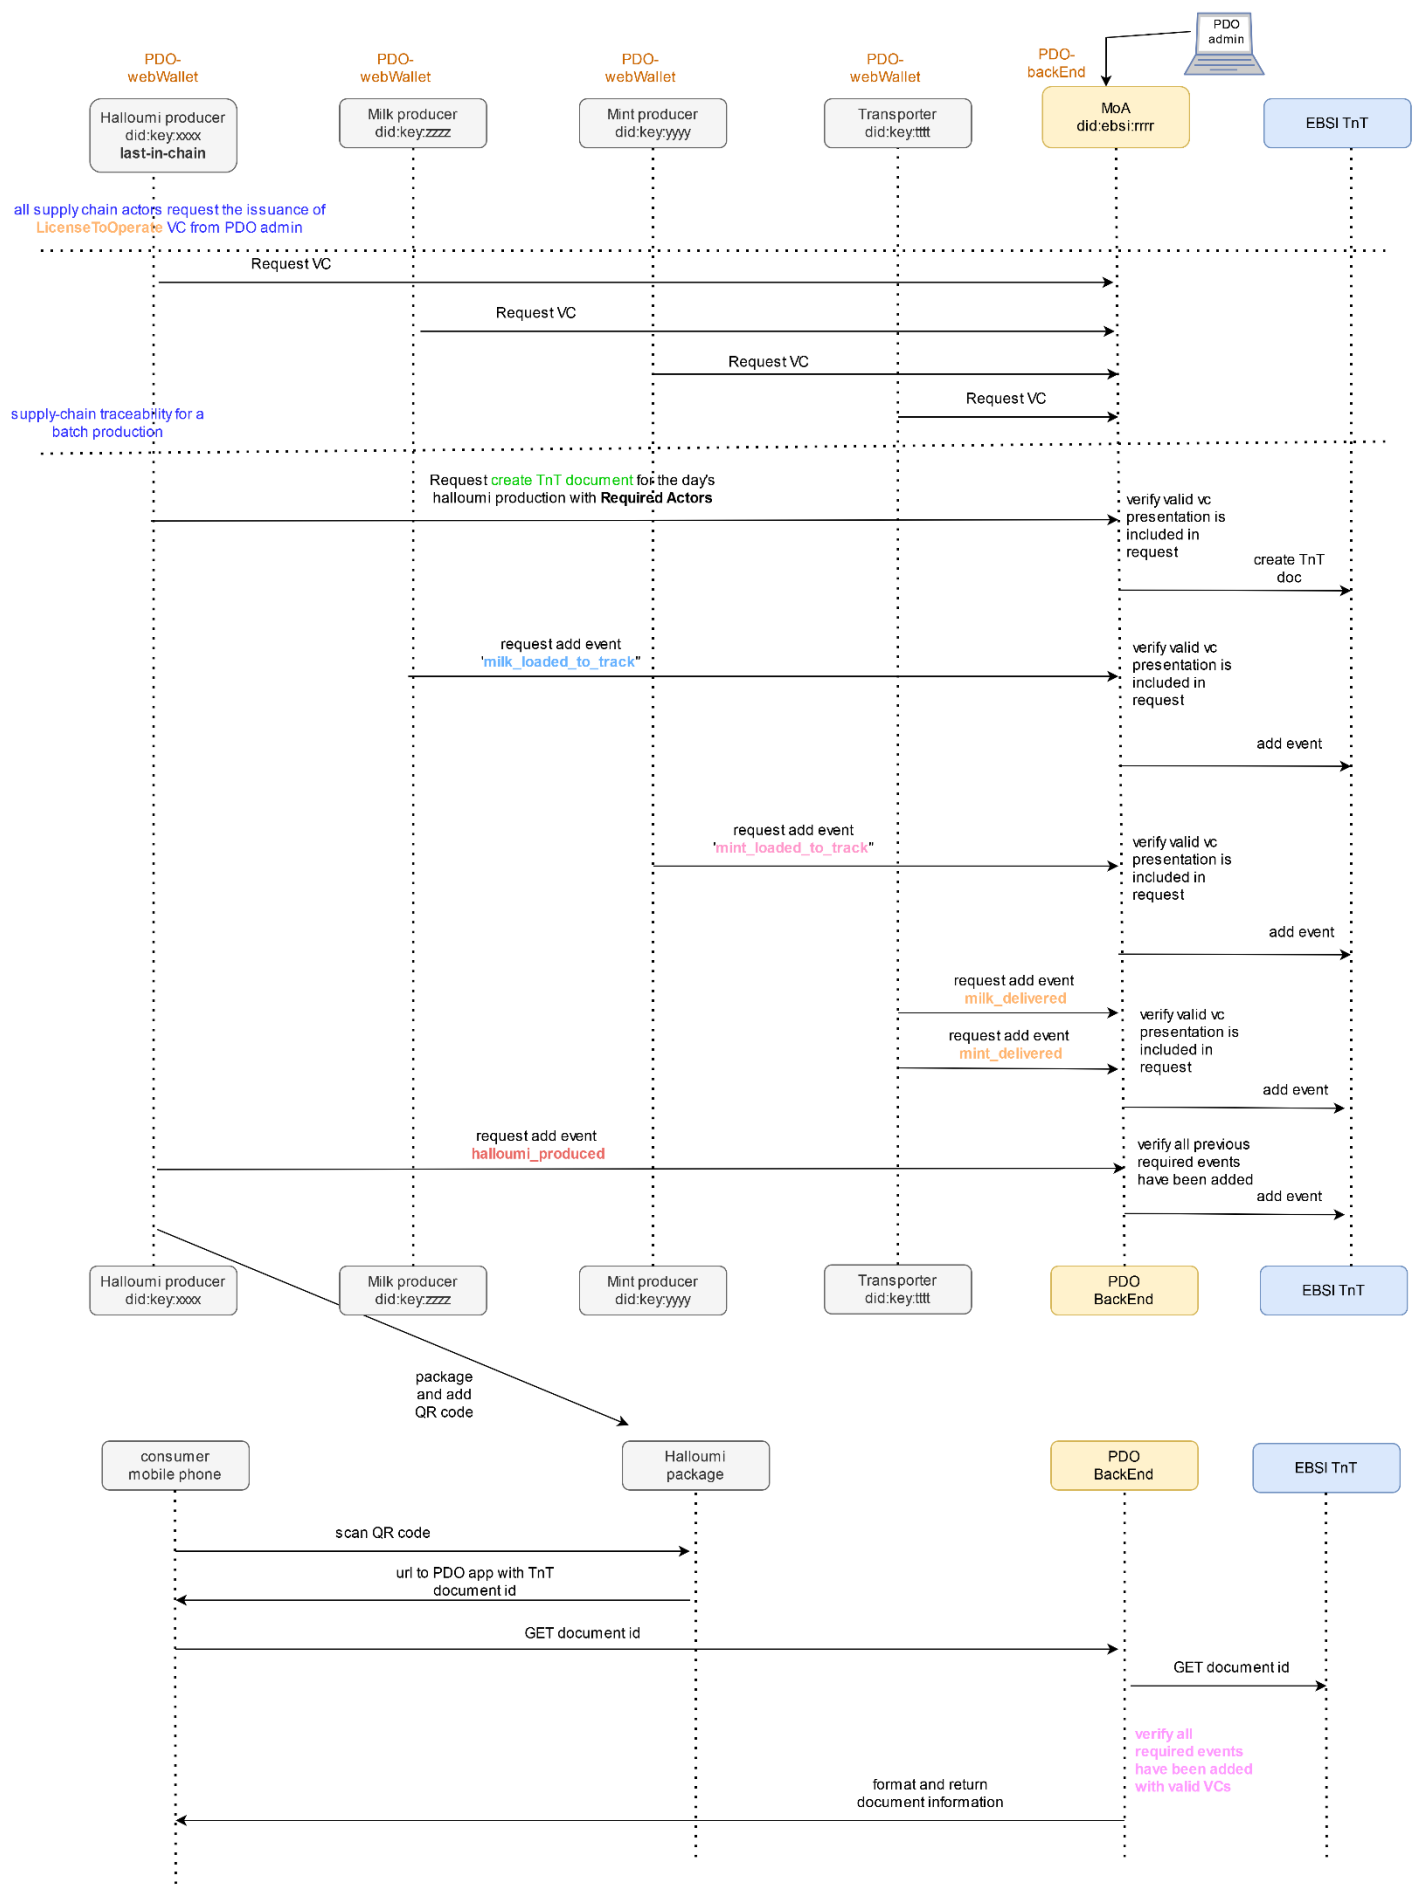 PDO
admin
PDO-
webWallet
PDO-
webWallet
PDO-
webWallet
PDO-
webWallet
PDO-
backEnd
Halloumi producer
did:key:xxxx
last-in-chain
Milk producer
did:key:zzzz
Mint producer
did:key:yyyy
Transporter
did:key:tttt
MoA
did:ebsi:rrrr
EBSI TnT
all supply chain actors request the issuance of
LicenseToOperate VC from PDO admin
Request VC
Request VC
Request VC
Request VC
supply-chain traceability for a
batch production
Request create TnT document for the day's
halloumi production with Required Actors
verify valid vc
presentation is
included in
request
create TnT
doc
request add event
'milk_loaded_to_track"
verify valid vc
presentation is
included in
request
add event
request add event
'mint_loaded_to_track"
verify valid vc
presentation is
included in
request
add event
request add event
milk_delivered
request add event
mint_delivered
verify valid vc
presentation is
included in
request
add event
request add event
halloumi_produced
verify all previous
required events
have been added
add event
Halloumi producer
did:key:xxxx
Milk producer
did:key:zzzz
Mint producer
did:key:yyyy
Transporter
did:key:tttt
PDO
BackEnd
EBSI TnT
package
and add
QR code
consumer
mobile phone
Halloumi
package
PDO
BackEnd
EBSI TnT
scan QR code
url to PDO app with TnT
document id
GET document id
GET document id
verify all
required events
have been added
with valid VCs
format and return
document information